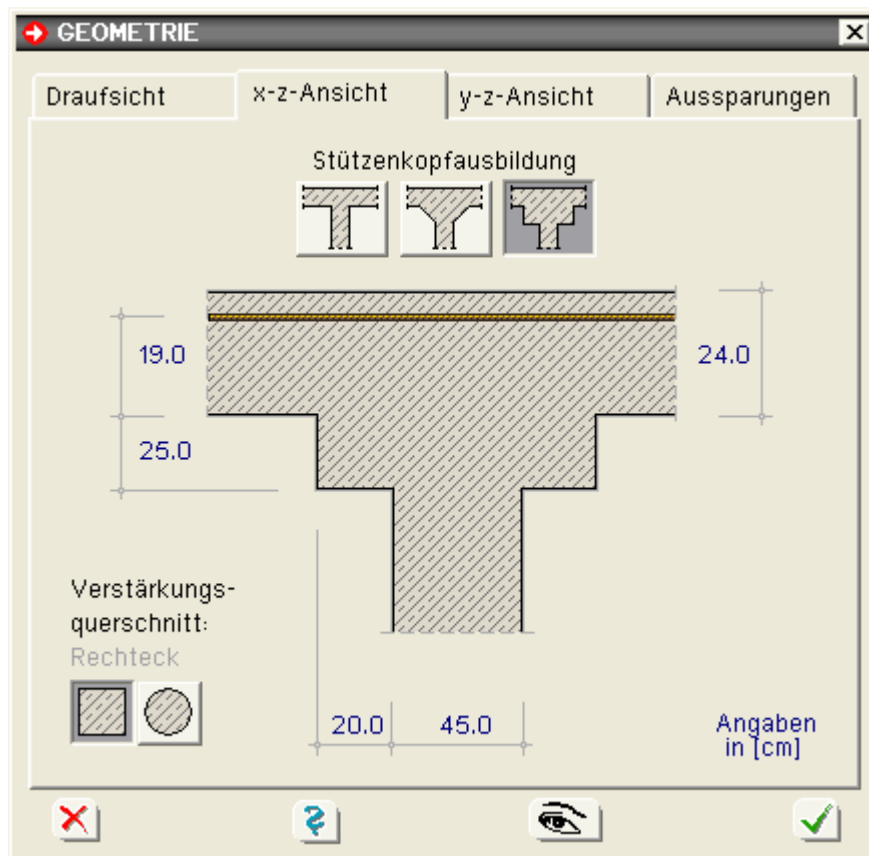 GEOMETRIE
Draufsicht x-z-Ansicht y-z-Ansicht Aussparungen
Stützenkopfausbildung
19.0 24.0
25.0
Verstärkungs-
querschnitt:
Rechteck
20.0 45.0 Angaben
in [cm]